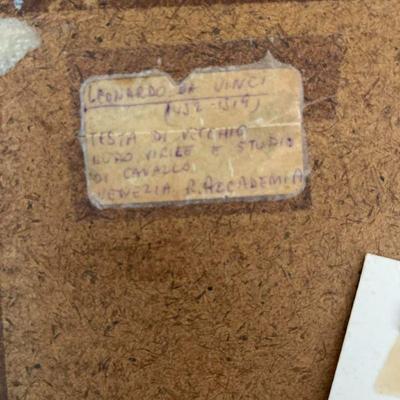 LEONARDO DA VINCI
(1452-1519)
TESTA DI VECCHIO
NUDO VIRILE E STUDIO
DI CAVALLO
VENEZIA R. ACCADEMIA